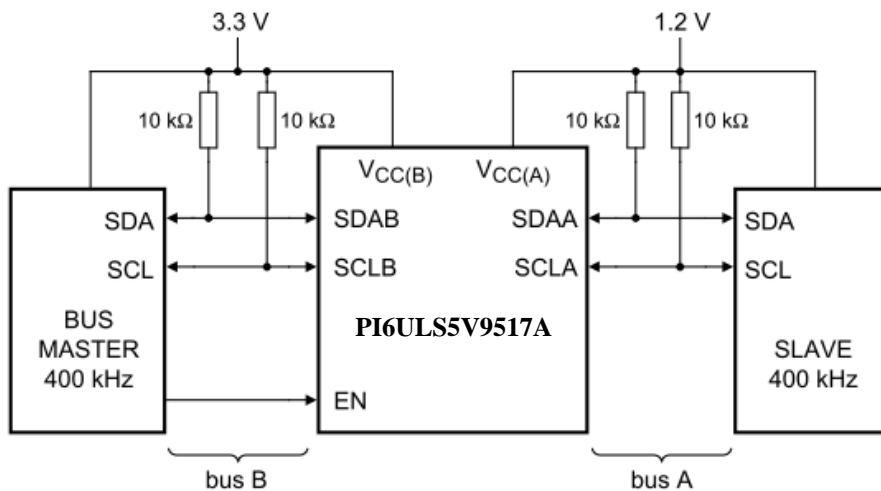 3.3 V
1.2 V
10 kΩ
10 kΩ
10 kΩ
10 kΩ
VCC(B)
VCC(A)
SDA
SDAB
SDAA
SDA
SCL
SCLB
SCLA
SCL
PI6ULS5V9517A
BUS
MASTER
400 kHz
SLAVE
400 kHz
EN
bus B
bus A